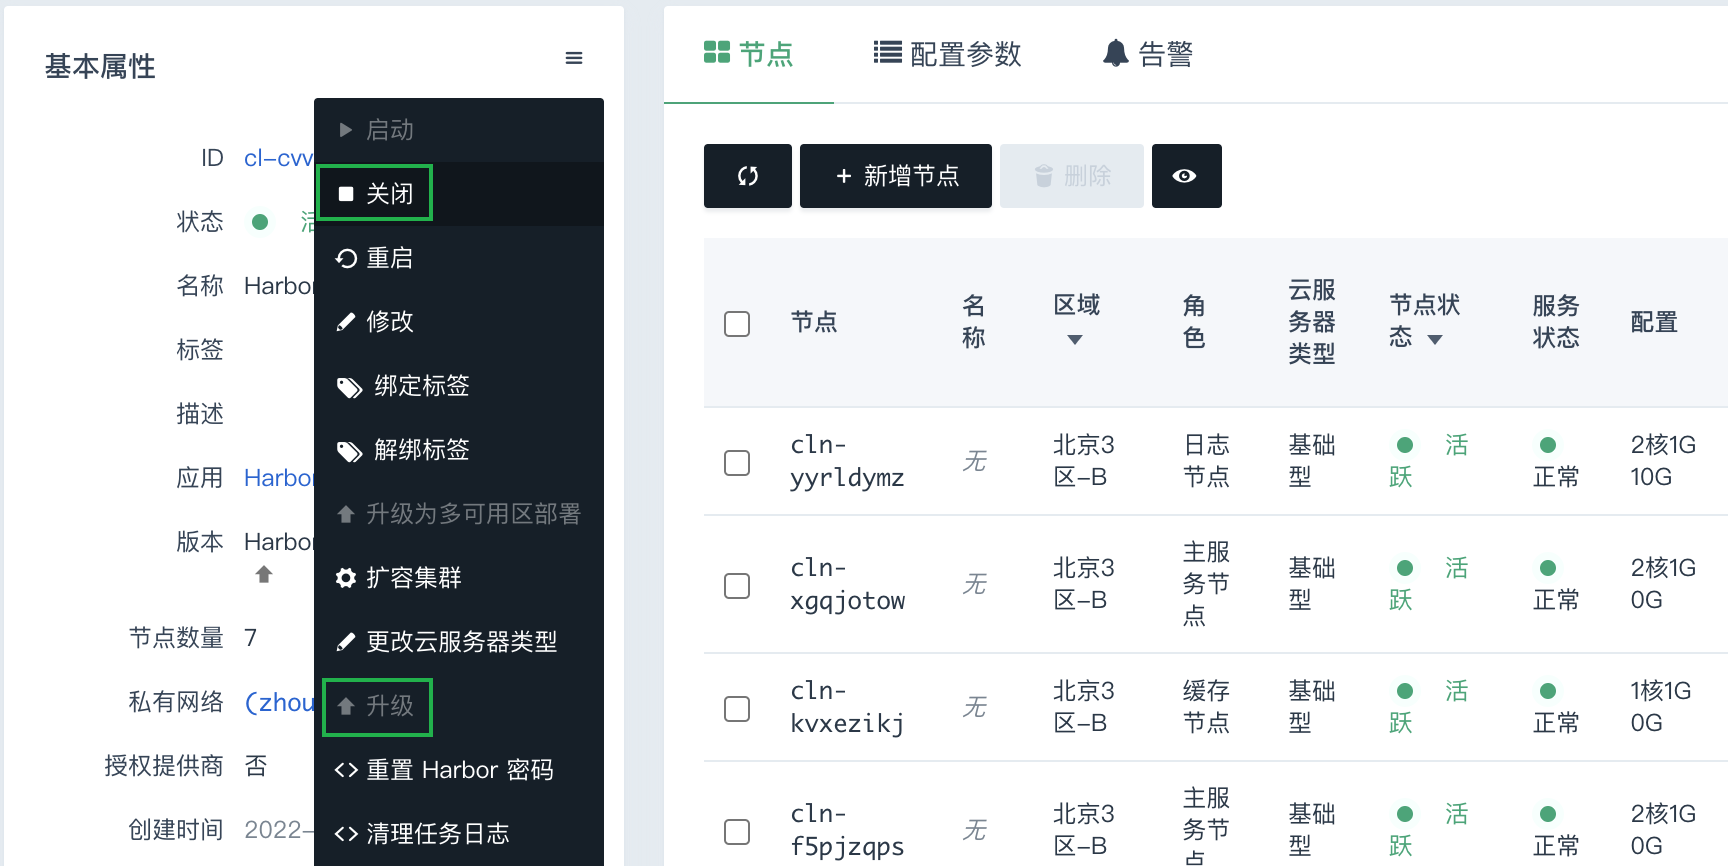 基本属性
ID cl-cvv
状态 活
名称 Harbor
标签
描述
应用 Harbor
版本 Harbor
节点数量 7
私有网络 (zhou
授权提供商 否
创建时间 2022-
启动
关闭
重启
修改
绑定标签
解绑标签
升级为多可用区部署
扩容集群
更改云服务器类型
升级
重置 Harbor 密码
清理任务日志
节点 配置参数 告警
+ 新增节点 删除
节点
名
称
区域
角
色
云服
务器
类型
节点状
态
服务
状态
配置
cln-
yyrldymz
无
北京3
区-B
日志
节点
基础
型
活
跃
正常
2核1G
10G
cln-
xgqjotow
无
北京3
区-B
主服
务节
点
基础
型
活
跃
正常
2核1G
0G
cln-
kvxezikj
无
北京3
区-B
缓存
节点
基础
型
活
跃
正常
1核1G
0G
cln-
f5pjzqps
无
北京3
区-B
主服
务节
点
基础
型
活
跃
正常
2核1G
0G